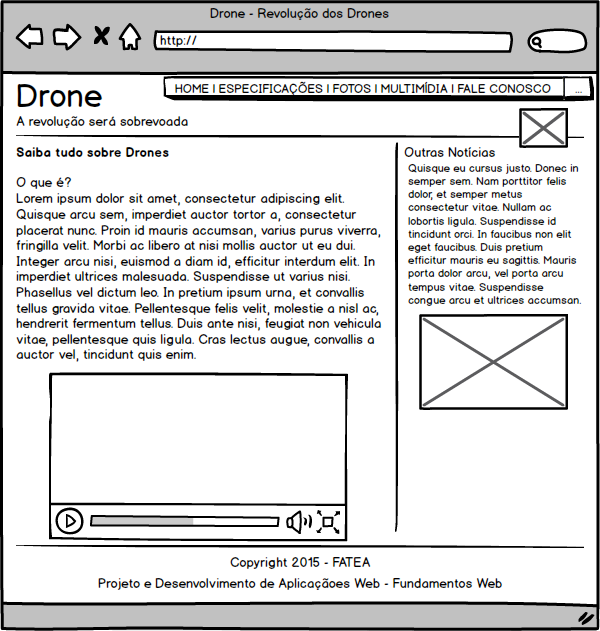 Drone - Revolução dos Drones
http://
HOME | ESPECIFICAÇÕES | FOTOS | MULTIMÍDIA | FALE CONOSCO ...
Drone
A revolução será sobrevoada
Saiba tudo sobre Drones
O que é?
Lorem ipsum dolor sit amet, consectetur adipiscing elit.
Quisque arcu sem, imperdiet auctor tortor a, consectetur
placerat nunc. Proin id mauris accumsan, varius purus viverra,
fringilla velit. Morbi ac libero at nisi mollis auctor ut eu dui.
Integer arcu nisi, euismod a diam id, efficitur interdum elit. In
imperdiet ultrices malesuada. Suspendisse ut varius nisi.
Phasellus vel dictum leo. In pretium ipsum urna, et convallis
tellus gravida vitae. Pellentesque felis velit, molestie a nisl ac,
hendrerit fermentum tellus. Duis ante nisi, feugiat non vehicula
vitae, pellentesque quis ligula. Cras lectus augue, convallis a
auctor vel, tincidunt quis enim.
Outras Notícias
Quisque eu cursus justo. Donec in
semper sem. Nam porttitor felis
dolor, et semper metus
consectetur vitae. Nullam ac
lobortis ligula. Suspendisse id
tincidunt orci. In faucibus non elit
eget faucibus. Duis pretium
efficitur mauris eu sagittis. Mauris
porta dolor arcu, vel porta arcu
tempus vitae. Suspendisse
congue arcu et ultrices accumsan.
Copyright 2015 - FATEA
Projeto e Desenvolvimento de Aplicaçãoes Web - Fundamentos Web